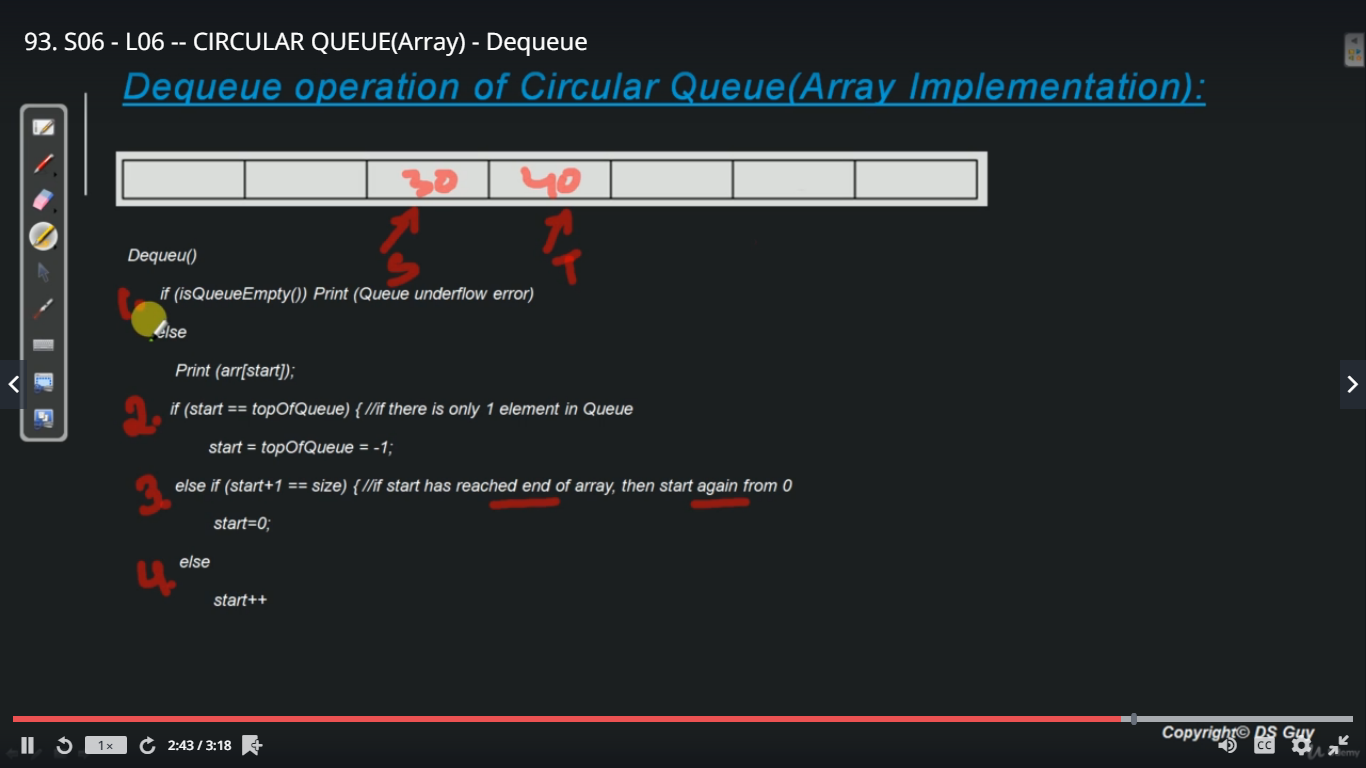 93. S06 - L06 -- CIRCULAR QUEUE(Array) - Dequeue
Dequeue operation of Circular Queue(Array Implementation):
30 40
S T
Dequeu()
1. if (isQueueEmpty()) Print (Queue underflow error)
else
Print (arr[start]);
2. if (start == topOfQueue) { //if there is only 1 element in Queue
start = topOfQueue = -1;
3. else if (start+1 == size) { //if start has reached end of array, then start again from 0
start=0;
4. else
start++
Copyright© DS Guy
1× 2:43 / 3:18 CC